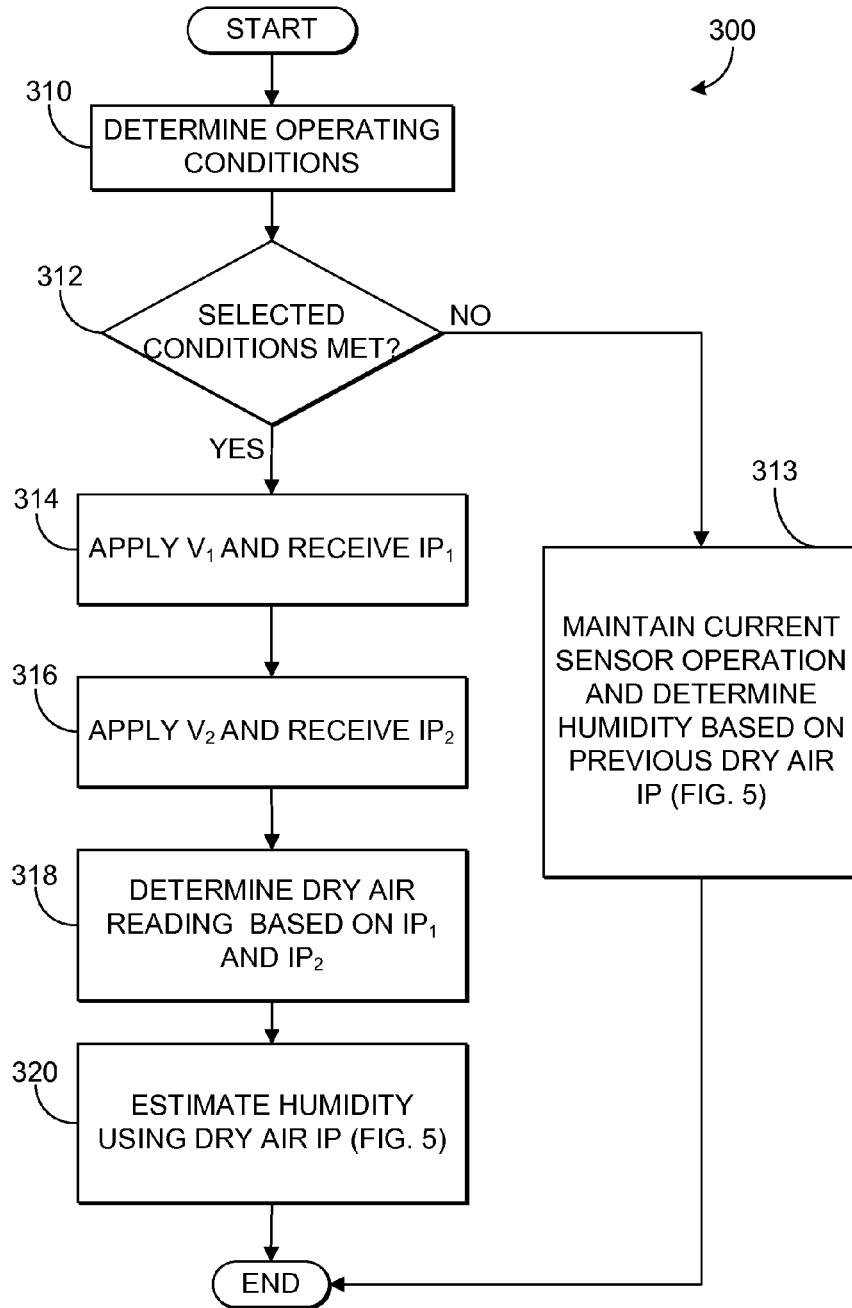 START
300
310
DETERMINE OPERATING
CONDITIONS
312
SELECTED
CONDITIONS MET?
NO
YES
314
APPLY V₁ AND RECEIVE IP₁
313
MAINTAIN CURRENT
SENSOR OPERATION
AND DETERMINE
HUMIDITY BASED ON
PREVIOUS DRY AIR
IP (FIG. 5)
316
APPLY V₂ AND RECEIVE IP₂
318
DETERMINE DRY AIR
READING BASED ON IP₁
AND IP₂
320
ESTIMATE HUMIDITY
USING DRY AIR IP (FIG. 5)
END